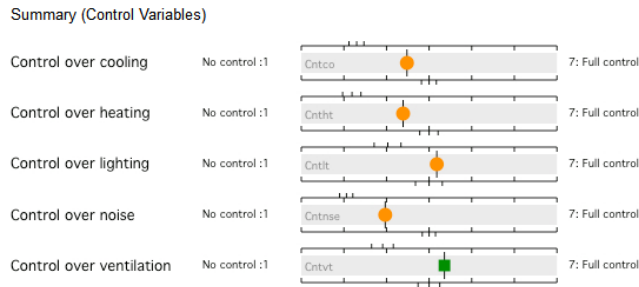 Summary (Control Variables)
Control over cooling No control :1 Cntco 7: Full control
Control over heating No control :1 Cntht 7: Full control
Control over lighting No control :1 Cntlt 7: Full control
Control over noise No control :1 Cntnse 7: Full control
Control over ventilation No control :1 Cntvt 7: Full control